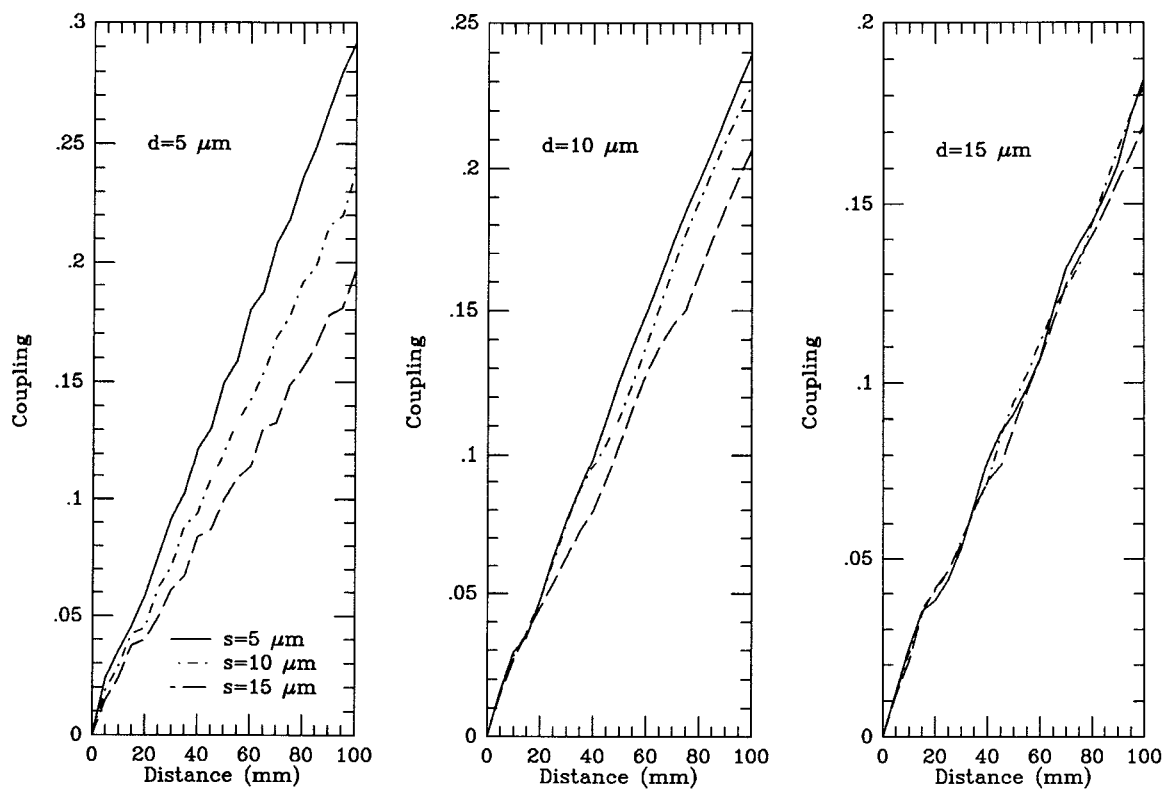 .3
.25
.2
.15
.1
.05
0
Coupling
d=5 μm
s=5 μm
s=10 μm
s=15 μm
0 20 40 60 80 100
Distance (mm)
.25
.2
.15
.1
.05
0
Coupling
d=10 μm
0 20 40 60 80 100
Distance (mm)
.2
.15
.1
.05
0
Coupling
d=15 μm
0 20 40 60 80 100
Distance (mm)